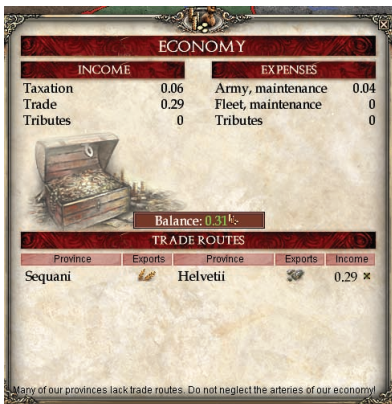 ECONOMY
INCOME EXPENSES
Taxation 0.06 Army, maintenance 0.04
Trade 0.29 Fleet, maintenance 0
Tributes 0 Tributes 0
Balance: 0.31
TRADE ROUTES
Province Exports Province Exports Income
Sequani Helvetii 0.29
Many of our provinces lack trade routes. Do not neglect the arteries of our economy!